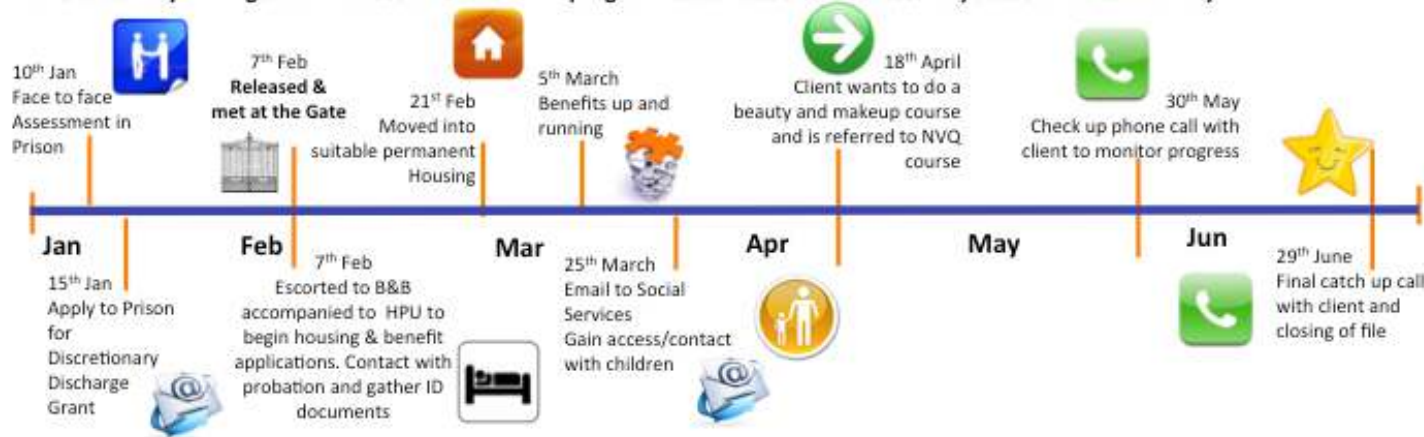 10th Jan
Face to face
Assessment in
Prison
7th Feb
Released &
met at the Gate
21st Feb
Moved into
suitable permanent
Housing
5th March
Benefits up and
running
18th April
Client wants to do a
beauty and makeup course
and is referred to NVQ
course
30th May
Check up phone call with
client to monitor progress
Jan
Feb
Mar
Apr
May
Jun
15th Jan
Apply to Prison
for
Discretionary
Discharge
Grant
7th Feb
Escorted to B&B
accompanied to HPU to
begin housing & benefit
applications. Contact with
probation and gather ID
documents
25th March
Email to Social
Services
Gain access/contact
with children
29th June
Final catch up call
with client and
closing of file
@
@